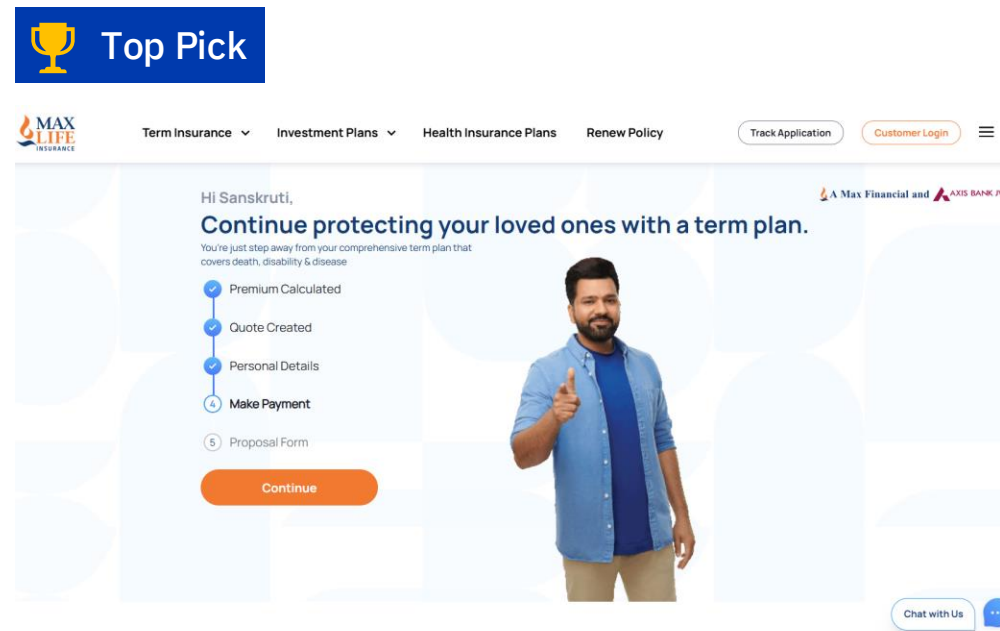 Top Pick
MAX
LIFE
INSURANCE
Term Insurance
Investment Plans
Health Insurance Plans
Renew Policy
Track Application
Customer Login
A Max Financial and AXIS BANK
Hi Sanskruti,
Continue protecting your loved ones with a term plan.
You're just step away from your comprehensive term plan that
covers death, disability & disease
Premium Calculated
Quote Created
Personal Details
4 Make Payment
5 Proposal Form
Continue
Chat with Us